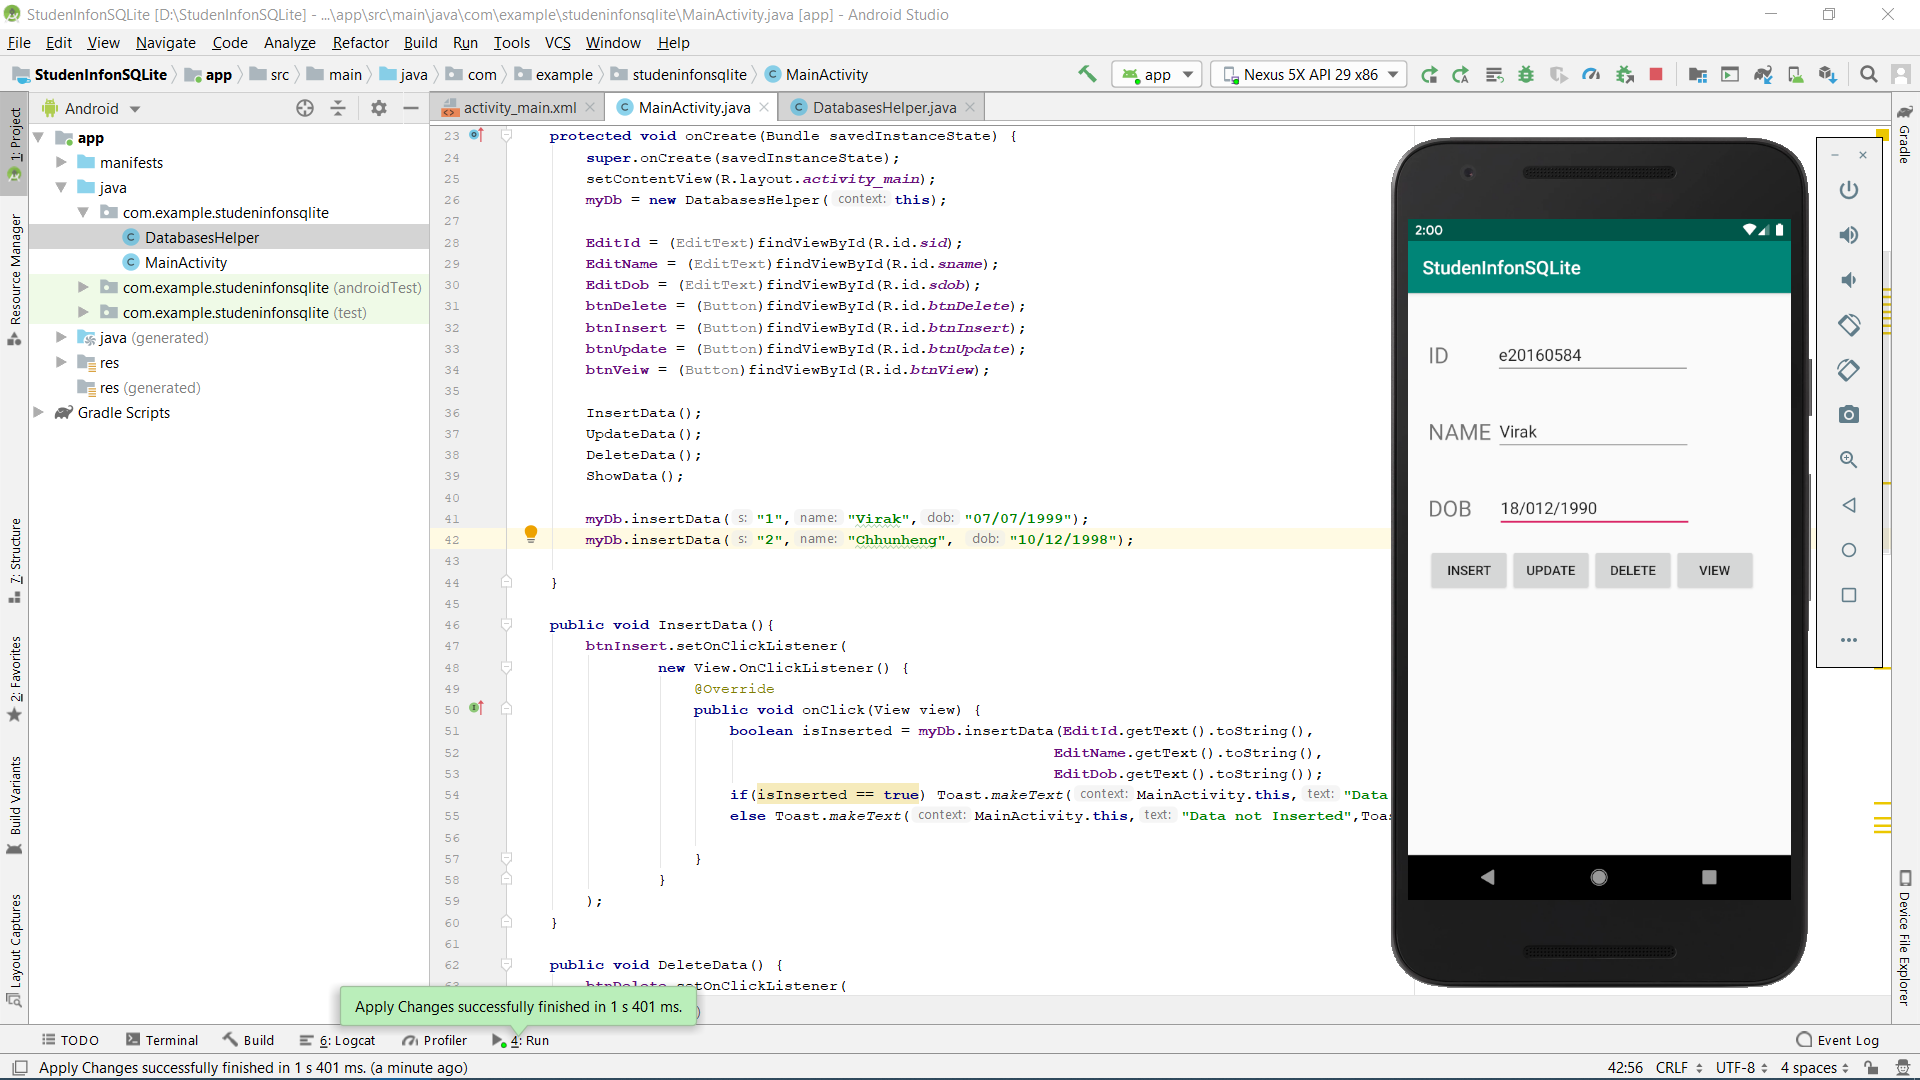 StudenInfonSQLite [D:\StudenInfonSQLite] - ...\app\src\main\java\com\example\studeninfonsqlite\MainActivity.java [app] - Android Studio
File Edit View Navigate Code Analyze Refactor Build Run Tools VCS Window Help
StudenInfonSQLite app src main java com example studeninfonsqlite MainActivity app Nexus 5X API 29 x86
Android
activity_main.xml MainActivity.java DatabasesHelper.java
1: Project
Resource Manager
7: Structure
2: Favorites
Build Variants
Layout Captures
app
manifests
java
com.example.studeninfonsqlite
DatabasesHelper
MainActivity
com.example.studeninfonsqlite (androidTest)
com.example.studeninfonsqlite (test)
java (generated)
res
res (generated)
Gradle Scripts
23 protected void onCreate(Bundle savedInstanceState) {
24 super.onCreate(savedInstanceState);
25 setContentView(R.layout.activity_main);
26 myDb = new DatabasesHelper( context: this);
27
28 EditId = (EditText)findViewById(R.id.sid);
29 EditName = (EditText)findViewById(R.id.sname);
30 EditDob = (EditText)findViewById(R.id.sdob);
31 btnDelete = (Button)findViewById(R.id.btnDelete);
32 btnInsert = (Button)findViewById(R.id.btnInsert);
33 btnUpdate = (Button)findViewById(R.id.btnUpdate);
34 btnVeiw = (Button)findViewById(R.id.btnView);
35
36 InsertData();
37 UpdateData();
38 DeleteData();
39 ShowData();
40
41 myDb.insertData( s: "1", name: "Virak", dob: "07/07/1999");
42 myDb.insertData( s: "2", name: "Chhunheng", dob: "10/12/1998");
43
44 }
45
46 public void InsertData(){
47 btnInsert.setOnClickListener(
48 new View.OnClickListener() {
49 @Override
50 public void onClick(View view) {
51 boolean isInserted = myDb.insertData(EditId.getText().toString(),
52 EditName.getText().toString(),
53 EditDob.getText().toString());
54 if(isInserted == true) Toast.makeText( context: MainActivity.this, text: "Data
55 else Toast.makeText( context: MainActivity.this, text: "Data not Inserted",Toas
56
57 }
58 }
59 );
60 }
61
62 public void DeleteData() {
btnDelete.setOnClickListener(
2:00
StudenInfonSQLite
ID e20160584
NAME Virak
DOB 18/012/1990
INSERT UPDATE DELETE VIEW
Gradle
Device File Explorer
Apply Changes successfully finished in 1 s 401 ms.
TODO Terminal Build 6: Logcat Profiler 4: Run Event Log
Apply Changes successfully finished in 1 s 401 ms. (a minute ago) 42:56 CRLF UTF-8 4 spaces